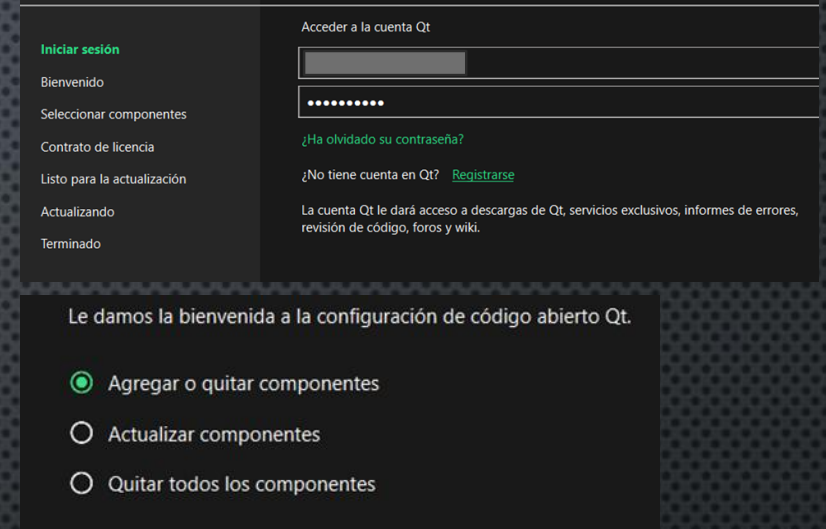 Acceder a la cuenta Qt
Iniciar sesión
Bienvenido
Seleccionar componentes
Contrato de licencia
Listo para la actualización
Actualizando
Terminado
••••••••••
¿Ha olvidado su contraseña?
¿No tiene cuenta en Qt? Registrarse
La cuenta Qt le dará acceso a descargas de Qt, servicios exclusivos, informes de errores,
revisión de código, foros y wiki.
Le damos la bienvenida a la configuración de código abierto Qt.
Agregar o quitar componentes
Actualizar componentes
Quitar todos los componentes